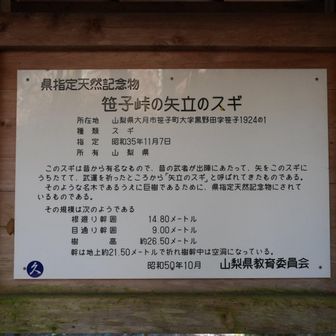 県指定天然記念物
笹子峠の矢立のスギ
所在地 山梨県大月市笹子町大字黒野田字笹子1924の1
種類 スギ
指定 昭和35年11月7日
所有 山梨県
このスギは昔から有名なもので、昔の武者が出陣にあたって、矢をこのスギに
うちたてて、武運を祈ったところから"矢立のスギ"と呼ばれてきたものである。
そのような名木であるうえに巨樹であるために、県指定天然記念物にされて
いるものである。
その規模は次のようである
根廻り幹囲 14.80メートル
目通り幹囲 9.00メートル
樹高 約26.50メートル
幹は地上約21.50メートルで折れ樹幹中は空洞になっている。
昭和50年10月 山梨県教育委員会
久